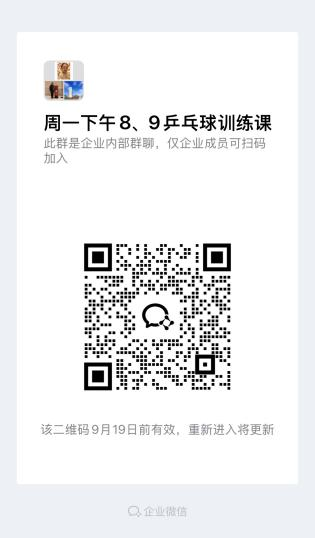 周一下午8、9乒乓球训练课
此群是企业内部群聊，仅企业成员可扫码
加入
该二维码9月19日前有效，重新进入将更新
企业微信